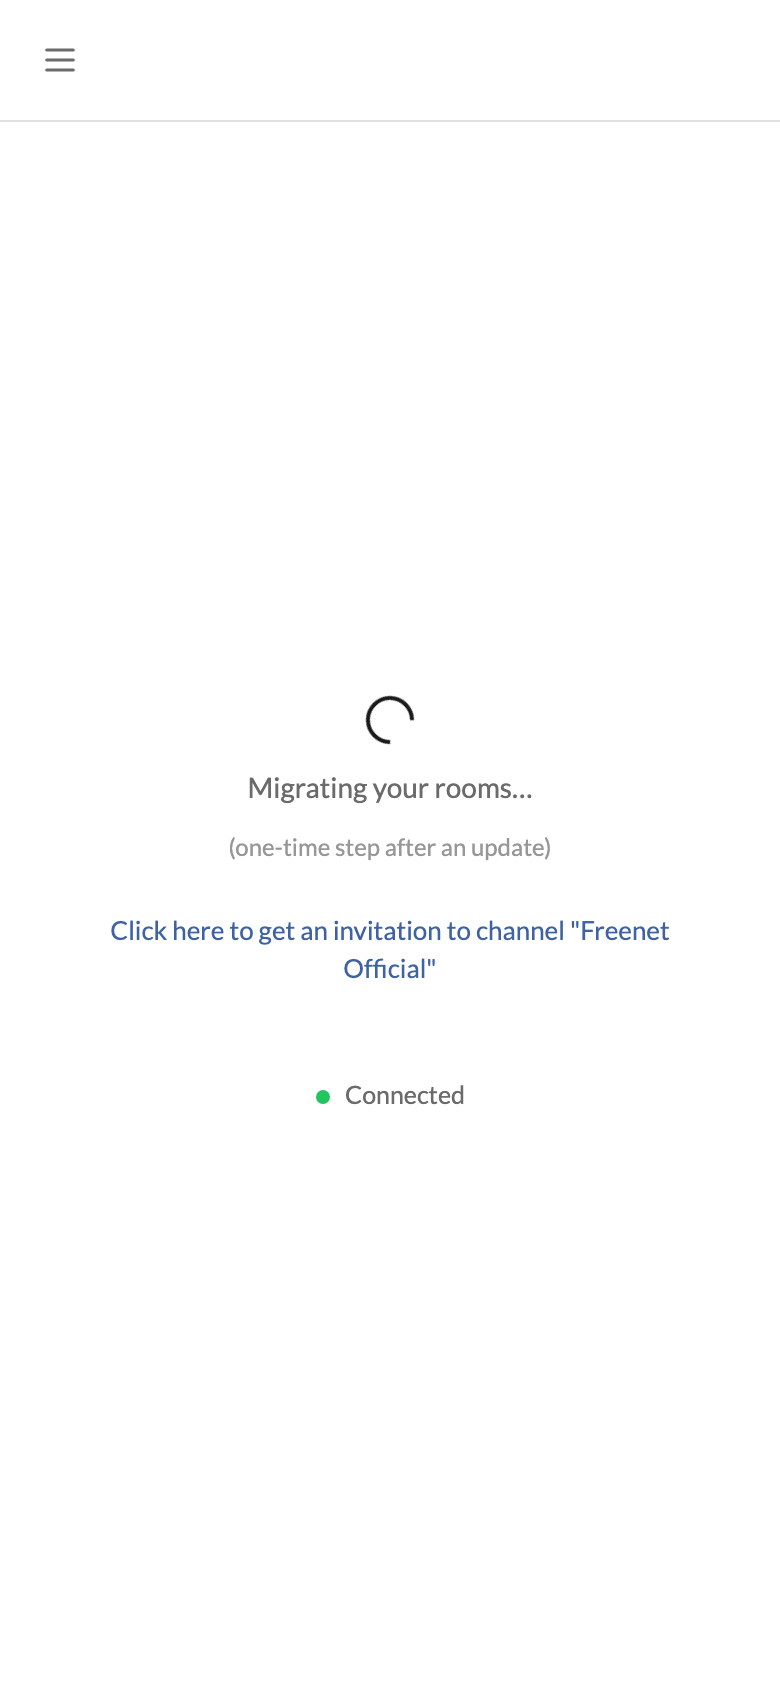 Migrating your rooms...
(one-time step after an update)
Click here to get an invitation to channel "Freenet
Official"
Connected